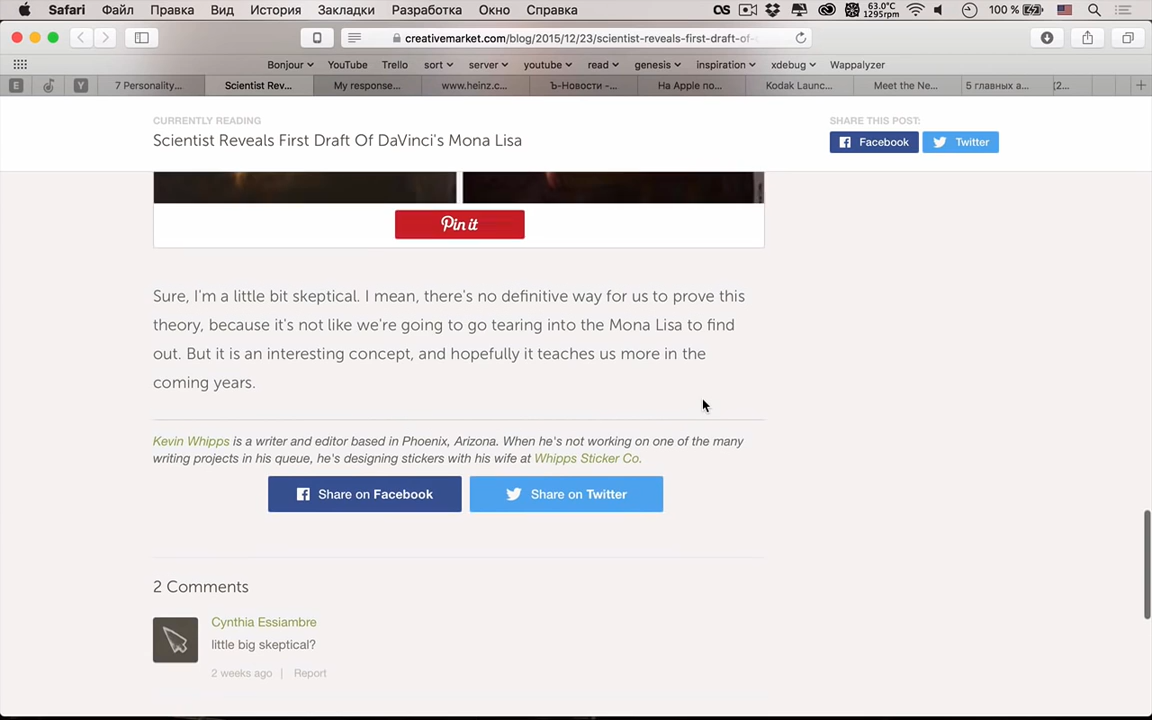 Safari Файл Правка Вид История Закладки Разработка Окно Справка
63.0°C
1295rpm
100 %
creativemarket.com/blog/2015/12/23/scientist-reveals-first-draft-of-
Bonjour YouTube Trello sort server youtube read genesis inspiration xdebug Wappalyzer
E Y 7 Personality... Scientist Rev... My response... www.heinz.c... Ъ-Новости -... На Apple по... Kodak Launc... Meet the Ne... 5 главных а... (2...
CURRENTLY READING
Scientist Reveals First Draft Of DaVinci's Mona Lisa
SHARE THIS POST:
Facebook Twitter
Pin it
Sure, I'm a little bit skeptical. I mean, there's no definitive way for us to prove this
theory, because it's not like we're going to go tearing into the Mona Lisa to find
out. But it is an interesting concept, and hopefully it teaches us more in the
coming years.
Kevin Whipps is a writer and editor based in Phoenix, Arizona. When he's not working on one of the many
writing projects in his queue, he's designing stickers with his wife at Whipps Sticker Co.
Share on Facebook Share on Twitter
2 Comments
Cynthia Essiambre
little big skeptical?
2 weeks ago | Report